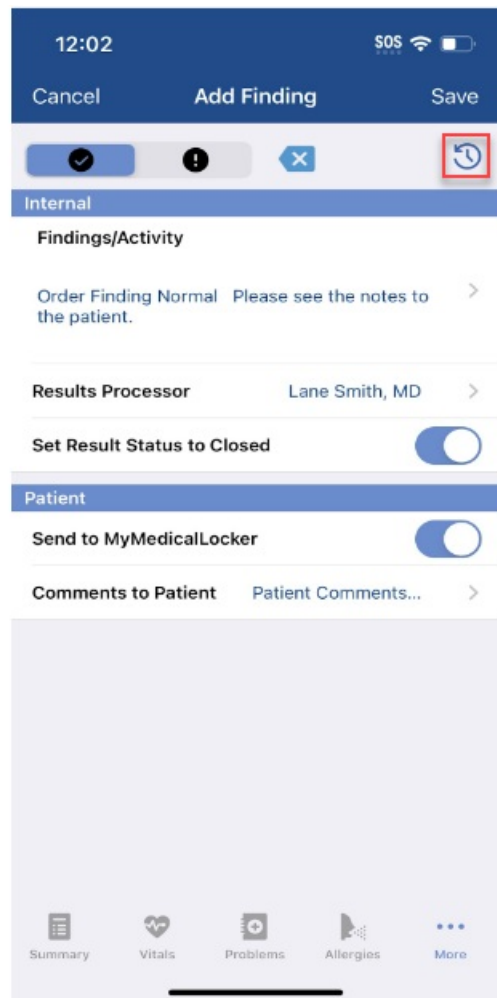 12:02 SOS
Cancel Add Finding Save
Internal
Findings/Activity
Order Finding Normal Please see the notes to
the patient.
Results Processor Lane Smith, MD
Set Result Status to Closed
Patient
Send to MyMedicalLocker
Comments to Patient Patient Comments...
Summary Vitals Problems Allergies More